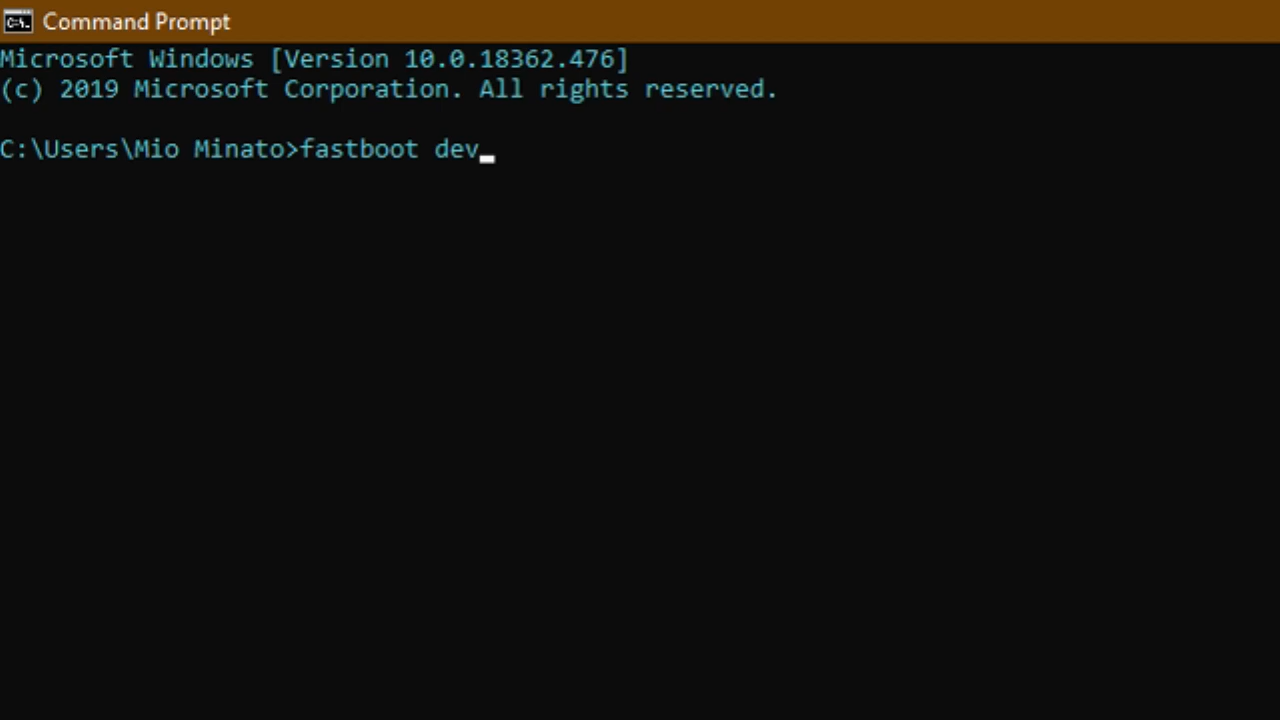 Command Prompt
Microsoft Windows [Version 10.0.18362.476]
(c) 2019 Microsoft Corporation. All rights reserved.
C:\Users\Mio Minato>fastboot dev